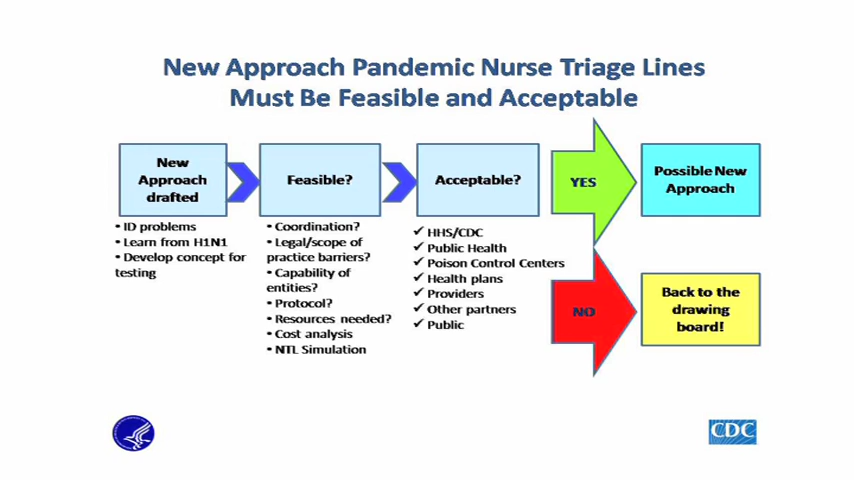 New Approach Pandemic Nurse Triage Lines
Must Be Feasible and Acceptable
New
Approach
drafted
• ID problems
• Learn from H1N1
• Develop concept for
testing
Feasible?
• Coordination?
• Legal/scope of
practice barriers?
• Capability of
entities?
• Protocol?
• Resources needed?
• Cost analysis
• NTL Simulation
Acceptable?
✓ HHS/CDC
✓ Public Health
✓ Poison Control Centers
✓ Health plans
✓ Providers
✓ Other partners
✓ Public
YES
Possible New
Approach
NO
Back to the
drawing
board!
CDC